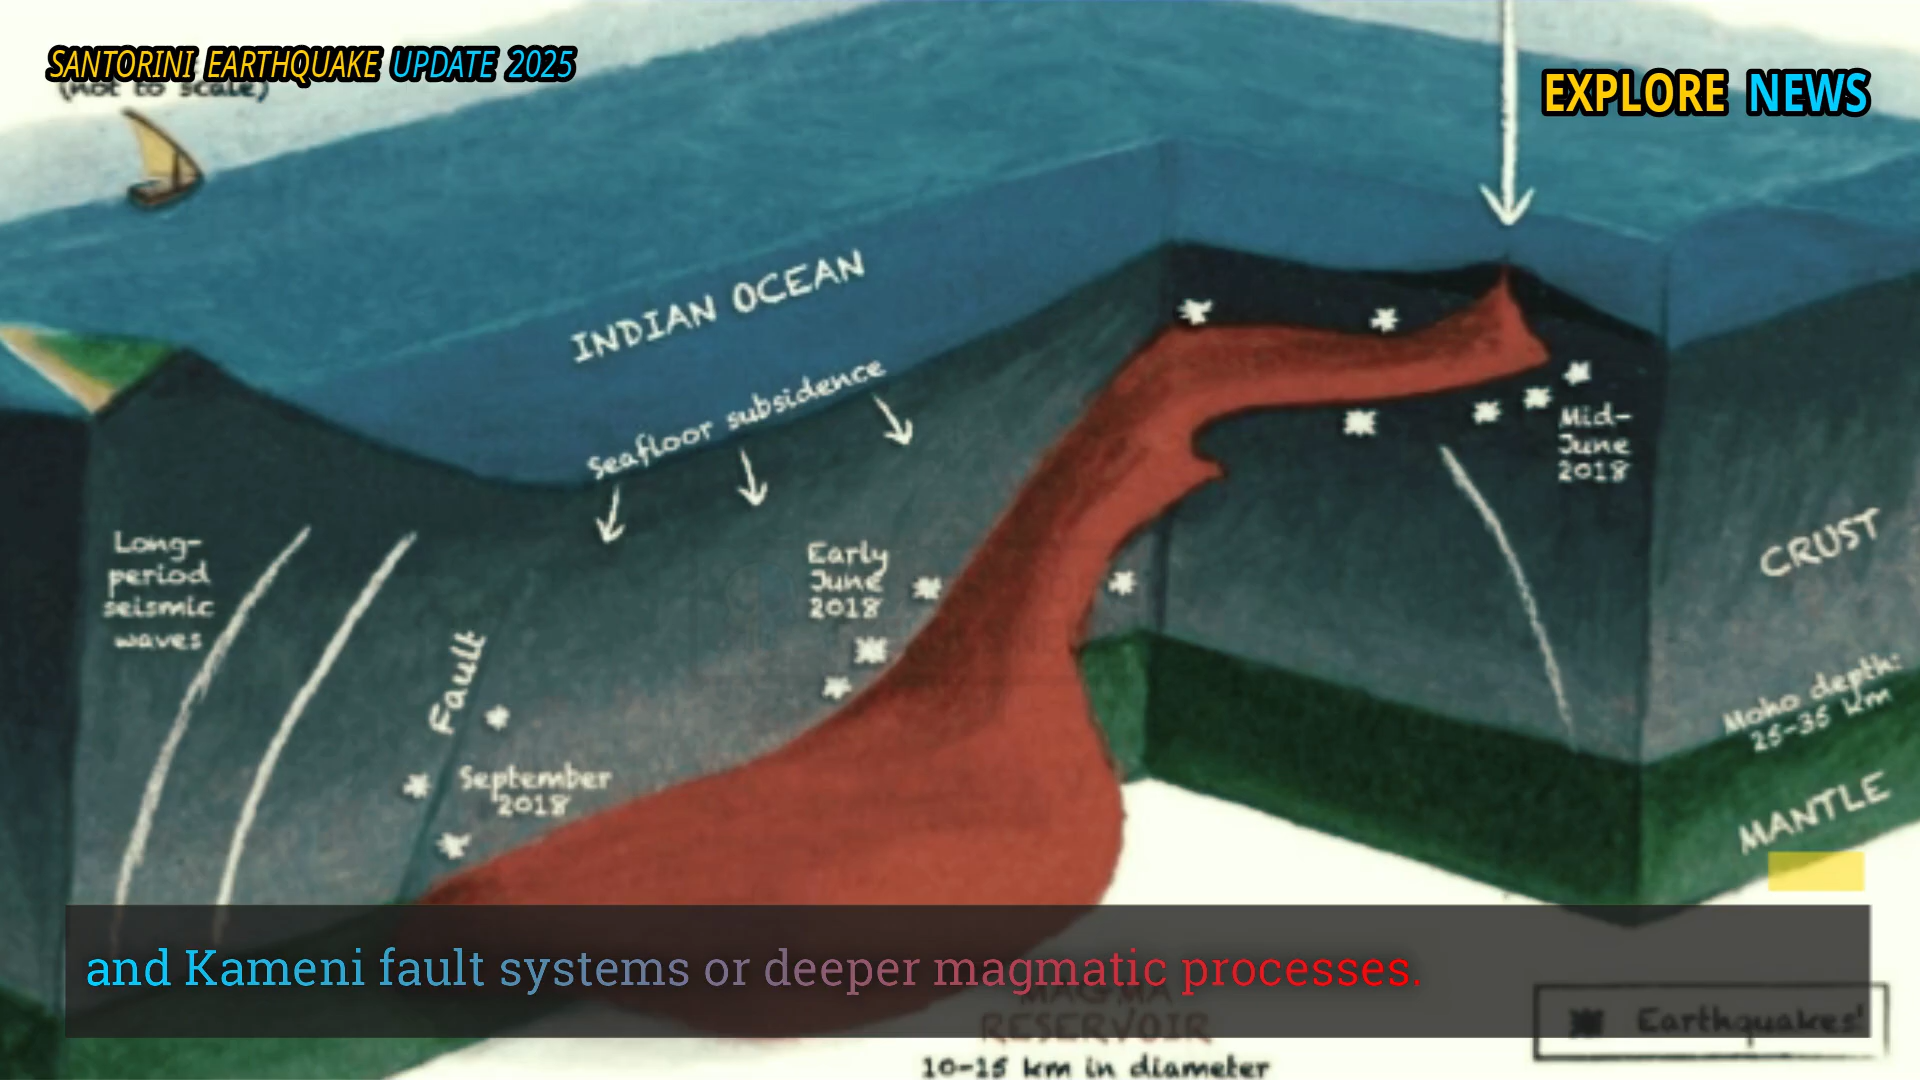 SANTORINI EARTHQUAKE UPDATE 2025
(not to scale)
EXPLORE NEWS
INDIAN OCEAN
Seafloor subsidence
Mid-
June
2018
Long-
period
seismic
waves
Early
June
2018
CRUST
Fault
Moho depth:
25-35 km
September
2018
MANTLE
and Kameni fault systems or deeper magmatic processes.
MAGMA
RESERVOIR
10-15 km in diameter
Earthquakes!